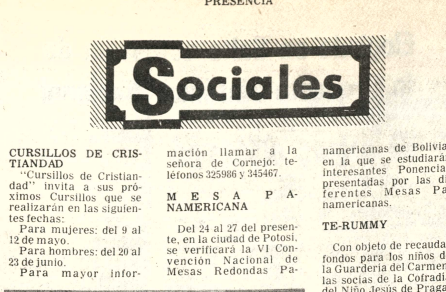 PRESENCIA
Sociales
CURSILLOS DE CRIS-
TIANDAD
"Cursillos de Cristian-
dad" invita a sus pró-
ximos Cursillos que se
realizarán en las siguien-
tes fechas:
Para mujeres: del 9 al
12 de mayo.
Para hombres: del 20 al
23 de junio.
Para mayor infor-
mación llamar a la
señora de Cornejo: te-
léfonos 325986 y 345467.
MESA PA-
NAMERICANA
Del 24 al 27 del presen-
te, en la ciudad de Potosí,
se verificará la VI Con-
vención Nacional de
Mesas Redondas Pa-
namericanas de Bolivia
en la que se estudiará
interesantes Ponencia
presentadas por las di
ferentes Mesas Pa
namericanas.
TE-RUMMY
Con objeto de recauda
fondos para los niños d
la Guardería del Carmen
las socias de la Cofradí
del Niño Jesús de Praga